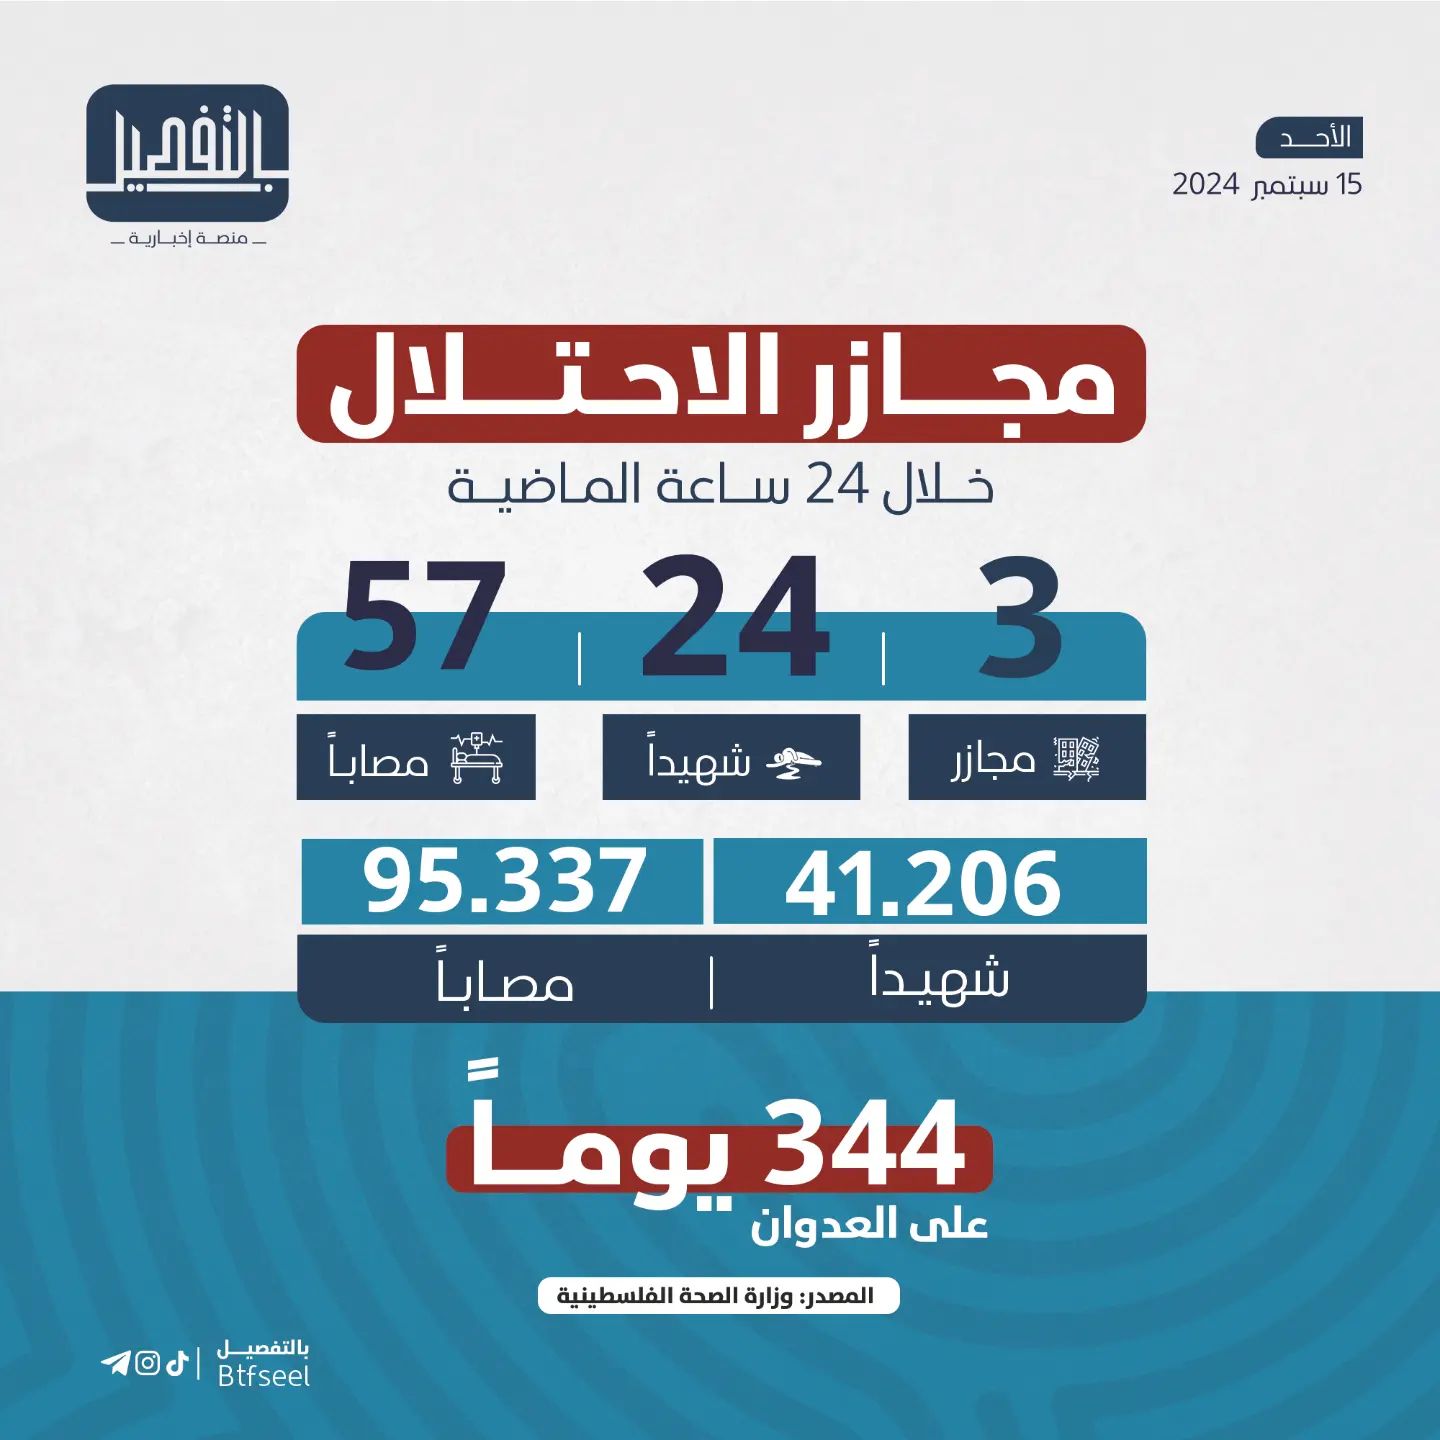 بالتفصيل
منصة إخبارية
الأحد
15 سبتمبر 2024
مجازر الاحتلال
خلال 24 ساعة الماضية
3 24 57
مجازر شهيداً مصاباً
41.206 95.337
شهيداً مصاباً
344 يوماً
على العدوان
المصدر: وزارة الصحة الفلسطينية
بالتفصيل
Btfseel